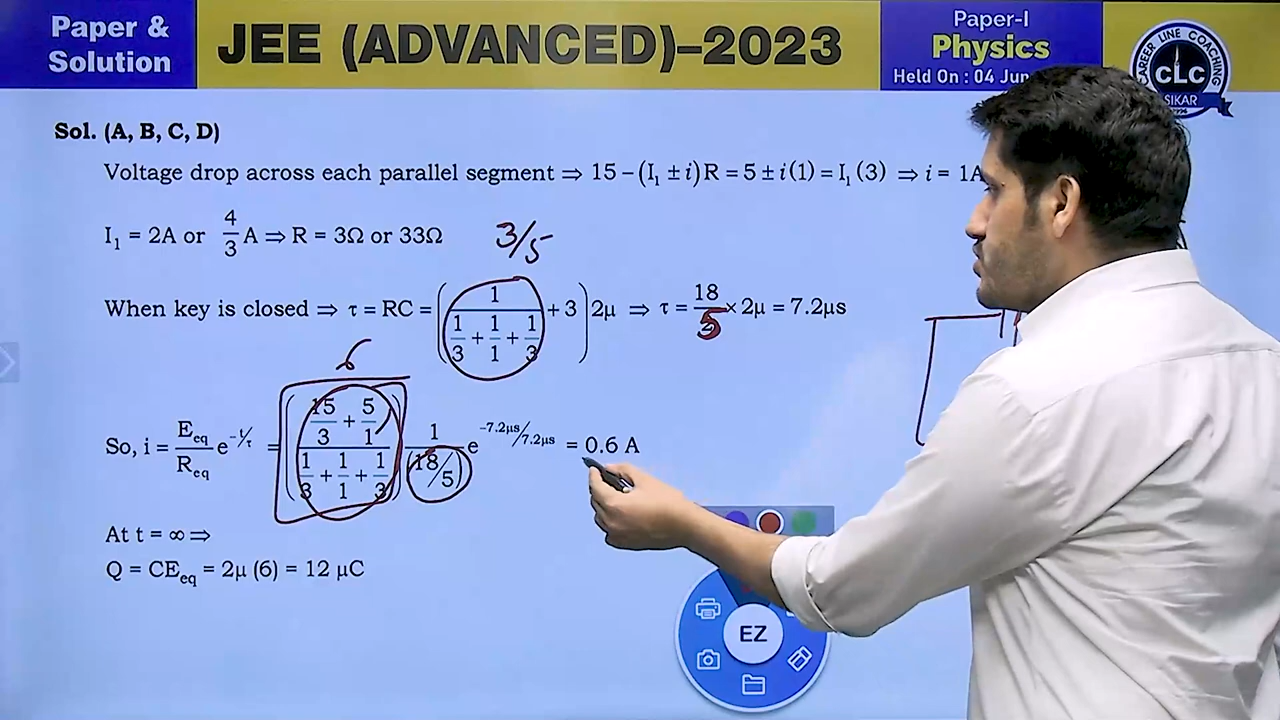 Paper &
Solution
JEE (ADVANCED)–2023
Paper-I
Physics
Held On : 04 Jun
CAREER LINE COACHING
CLC
SIKAR
Sol. (A, B, C, D)
Voltage drop across each parallel segment ⇒ 15 – (I₁ ± i)R = 5 ± i(1) = I₁(3) ⇒ i = 1A
I₁ = 2A or 4/3 A ⇒ R = 3Ω or 33Ω
3/5
When key is closed ⇒ τ = RC = (1/(1/3 + 1/1 + 1/3) + 3) 2μ ⇒ τ = 18/5 × 2μ = 7.2μs
6
So, i = E_eq/R_eq e^(-t/τ) = ((15/3 + 5/1)/(1/3 + 1/1 + 1/3)) 1/(18/5) e^(-7.2μs/7.2μs) = 0.6 A
At t = ∞ ⇒
Q = CE_eq = 2μ (6) = 12 μC
EZ